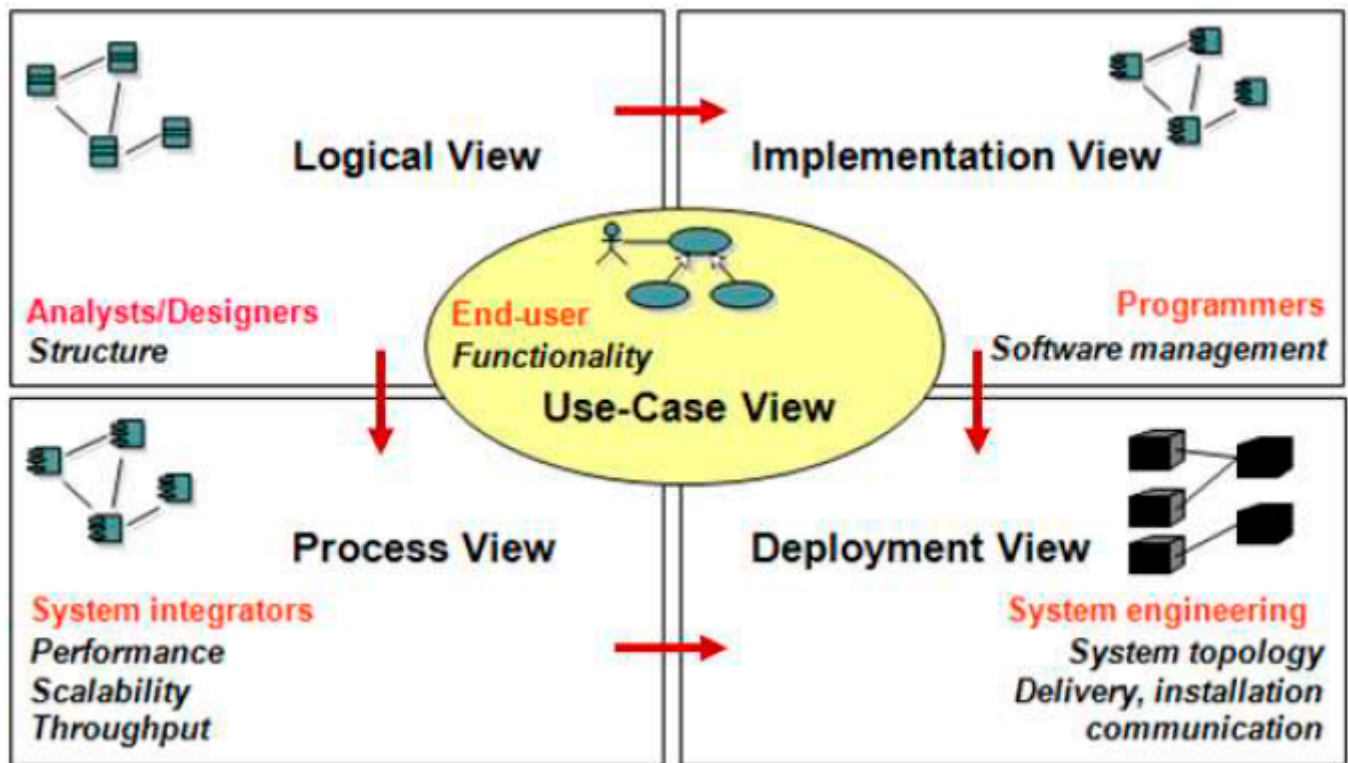 Logical View
Analysts/Designers
Structure
Implementation View
Programmers
Software management
End-user
Functionality
Use-Case View
Process View
System integrators
Performance
Scalability
Throughput
Deployment View
System engineering
System topology
Delivery, installation
communication